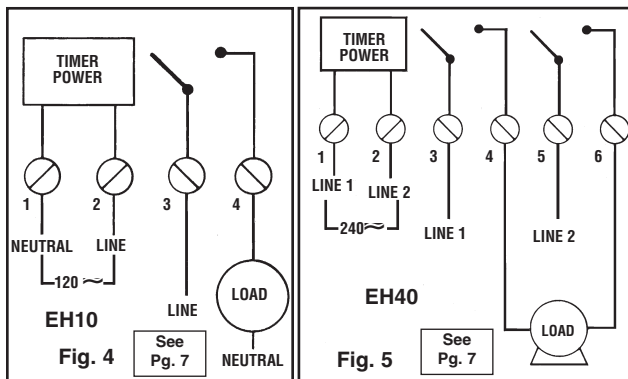 TIMER
POWER
1
2
3
4
NEUTRAL
LINE
120 ~
LINE
LOAD
NEUTRAL
EH10
See
Pg. 7
Fig. 4
TIMER
POWER
1
2
3
4
5
6
LINE 1
LINE 2
240 ~
LINE 1
LINE 2
EH40
LOAD
See
Pg. 7
Fig. 5